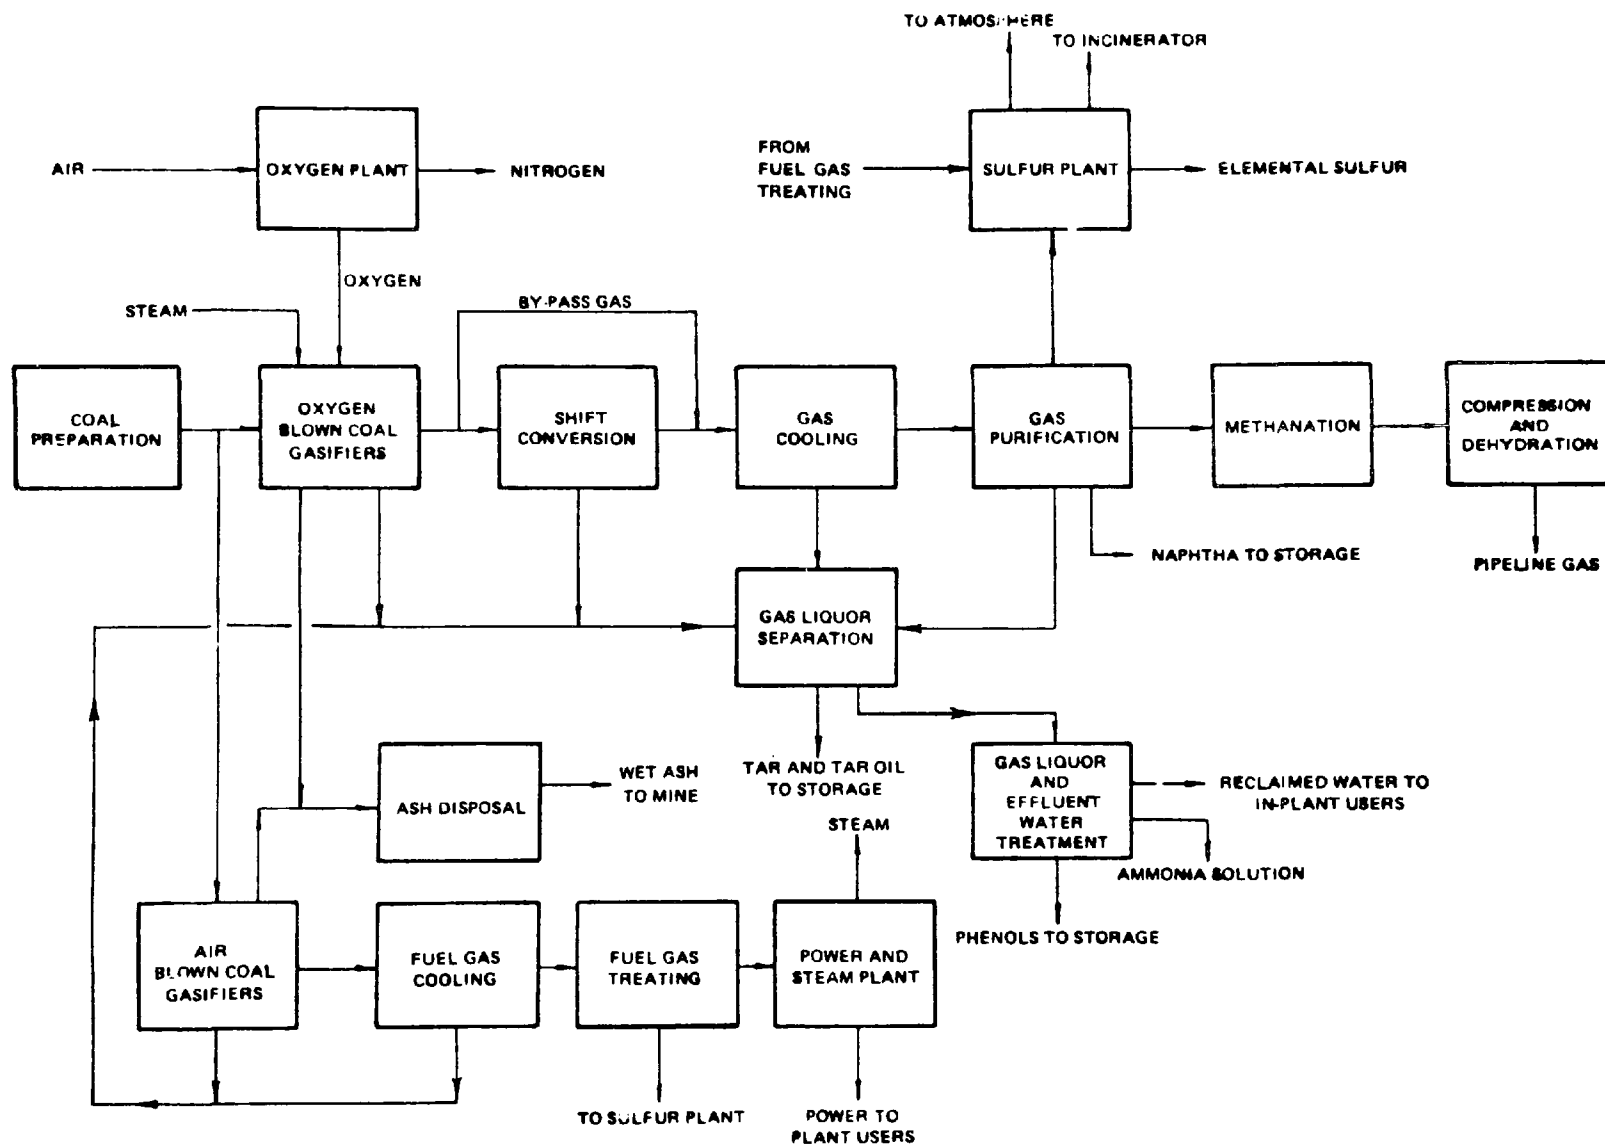 TO ATMOSPHERE
TO INCINERATOR
AIR
OXYGEN PLANT
NITROGEN
FROM
FUEL GAS
TREATING
SULFUR PLANT
ELEMENTAL SULFUR
OXYGEN
STEAM
BY-PASS GAS
COAL
PREPARATION
OXYGEN
BLOWN COAL
GASIFIERS
SHIFT
CONVERSION
GAS
COOLING
GAS
PURIFICATION
METHANATION
COMPRESSION
AND
DEHYDRATION
NAPHTHA TO STORAGE
PIPELINE GAS
GAS LIQUOR
SEPARATION
ASH DISPOSAL
WET ASH
TO MINE
TAR AND TAR OIL
TO STORAGE
GAS LIQUOR
AND
EFFLUENT
WATER
TREATMENT
RECLAIMED WATER TO
IN-PLANT USERS
AMMONIA SOLUTION
PHENOLS TO STORAGE
STEAM
AIR
BLOWN COAL
GASIFIERS
FUEL GAS
COOLING
FUEL GAS
TREATING
POWER AND
STEAM PLANT
TO SULFUR PLANT
POWER TO
PLANT USERS